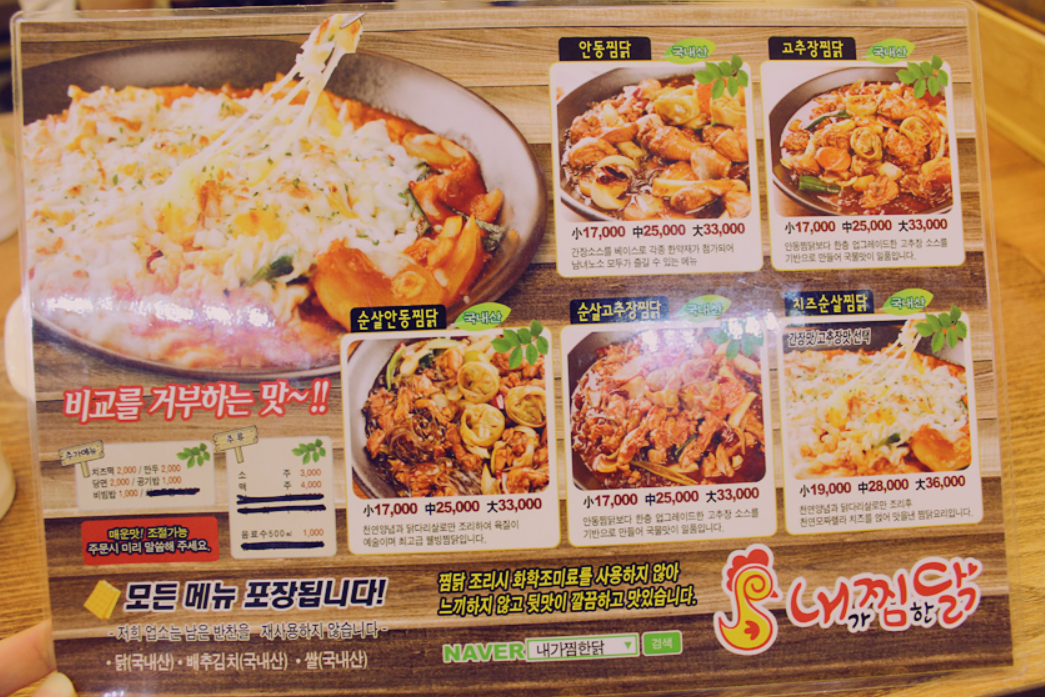 안동찜닭
국내산
小17,000 中25,000 大33,000
간장소스를 베이스로 각종 한약재가 첨가되어
남녀노소 모두가 즐길 수 있는 메뉴
고추장찜닭
국내산
小17,000 中25,000 大33,000
안동찜닭보다 한층 업그레이드한 고추장 소스를
기반으로 만들어 국물맛이 일품입니다.
순살안동찜닭
국내산
小17,000 中25,000 大33,000
천연양념과 닭다리살로만 조리하여 육질이
예술이며 최고급 웰빙찜닭입니다.
순살고추장찜닭
국내산
小17,000 中25,000 大33,000
안동찜닭보다 한층 업그레이드한 고추장 소스를
기반으로 만들어 국물맛이 일품입니다.
치즈순살찜닭
국내산
간장맛/고추장맛 선택
小19,000 中28,000 大36,000
천연양념과 닭다리살로만 조리후
천연모짜렐라 치즈를 얹어 맛을낸 찜닭요리입니다.
비교를 거부하는 맛~!!
추가메뉴
치즈떡 2,000 / 만두 2,000
당면 2,000 / 공기밥 1,000
비빔밥 1,000 /
주류
소 주 3,000
맥 주 4,000
음료수500㎖ 1,000
매운맛! 조절가능
주문시 미리 말씀해 주세요.
모든 메뉴 포장됩니다!
- 저희 업소는 남은 반찬을 재사용하지 않습니다 -
• 닭(국내산) • 배추김치(국내산) • 쌀(국내산)
찜닭 조리시 화학조미료를 사용하지 않아
느끼하지 않고 뒷맛이 깔끔하고 맛있습니다.
NAVER 내가찜한닭 검색
내가찜한닭